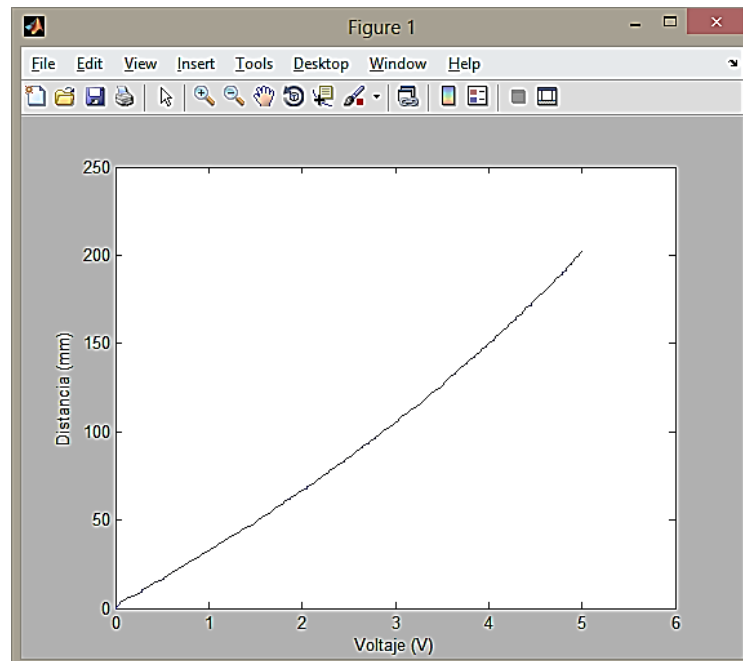 Figure 1
File Edit View Insert Tools Desktop Window Help
250
200
150
100
50
0
0 1 2 3 4 5 6
Distancia (mm)
Voltaje (V)